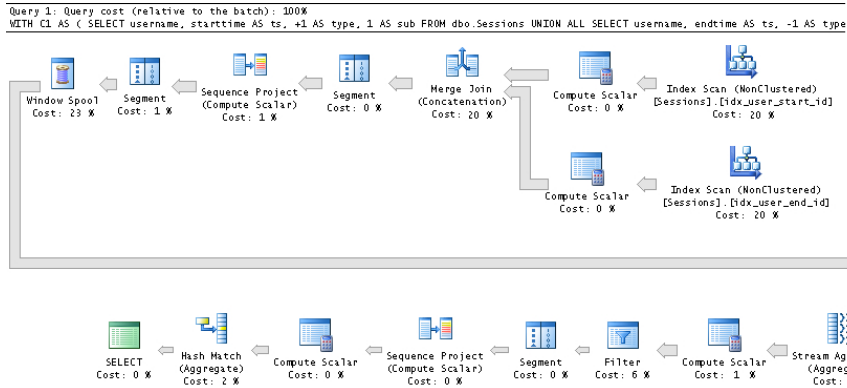 Query 1: Query cost (relative to the batch): 100%
WITH C1 AS ( SELECT username, starttime AS ts, +1 AS type, 1 AS sub FROM dbo.Sessions UNION ALL SELECT username, endtime AS ts, -1 AS type
Window Spool
Cost: 23 %
Segment
Cost: 1 %
Sequence Project
(Compute Scalar)
Cost: 1 %
Segment
Cost: 0 %
Merge Join
(Concatenation)
Cost: 20 %
Compute Scalar
Cost: 0 %
Index Scan (NonClustered)
[Sessions].[idx_user_start_id]
Cost: 20 %
Compute Scalar
Cost: 0 %
Index Scan (NonClustered)
[Sessions].[idx_user_end_id]
Cost: 20 %
SELECT
Cost: 0 %
Hash Match
(Aggregate)
Cost: 2 %
Compute Scalar
Cost: 0 %
Sequence Project
(Compute Scalar)
Cost: 0 %
Segment
Cost: 0 %
Filter
Cost: 6 %
Compute Scalar
Cost: 1 %
Stream Ag
(Aggreg
Cost: